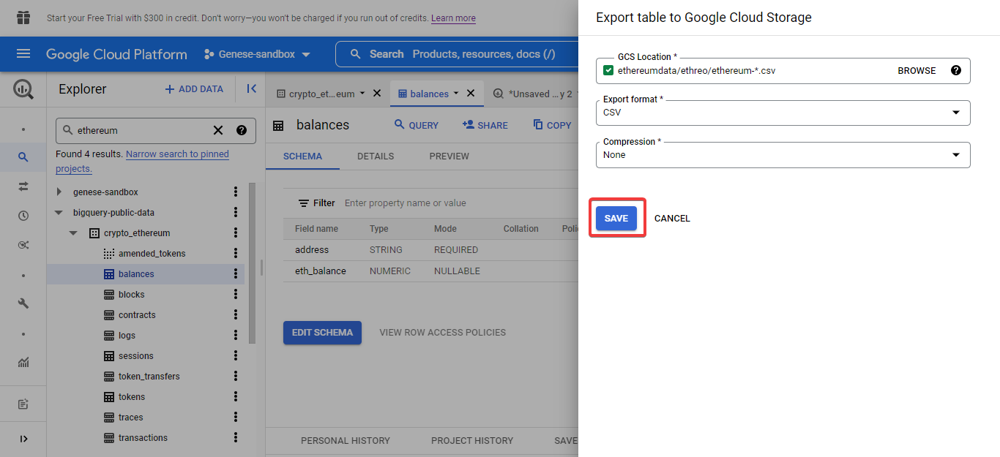 Start your Free Trial with $300 in credit. Don't worry—you won't be charged if you run out of credits. Learn more
Google Cloud Platform
Genese-sandbox
Search Products, resources, docs (/)
Explorer
+ ADD DATA
ethereum
Found 4 results. Narrow search to pinned
projects.
genese-sandbox
bigquery-public-data
crypto_ethereum
amended_tokens
balances
blocks
contracts
logs
sessions
token_transfers
tokens
traces
transactions
crypto_et...eum
balances
*Unsaved ...y 2
balances
QUERY
SHARE
COPY
SCHEMA
DETAILS
PREVIEW
Filter Enter property name or value
Field name Type Mode Collation Poli
address STRING REQUIRED
eth_balance NUMERIC NULLABLE
EDIT SCHEMA
VIEW ROW ACCESS POLICIES
PERSONAL HISTORY
PROJECT HISTORY
SAVE
Export table to Google Cloud Storage
GCS Location *
ethereumdata/ethreo/ethereum-*.csv
BROWSE
Export format *
CSV
Compression *
None
SAVE
CANCEL